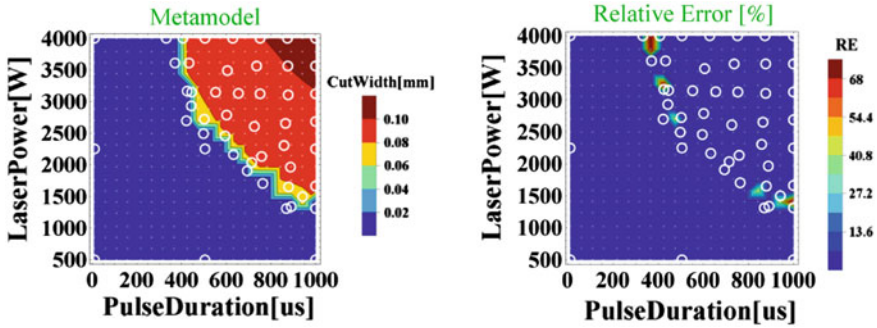 Metamodel
LaserPower[W]
4000
3500
3000
2500
2000
1500
1000
500
0 200 400 600 800 1000
PulseDuration[us]
CutWidth[mm]
0.10
0.08
0.06
0.04
0.02
Relative Error [%]
LaserPower[W]
4000
3500
3000
2500
2000
1500
1000
500
0 200 400 600 800 1000
PulseDuration[us]
RE
68
54.4
40.8
27.2
13.6